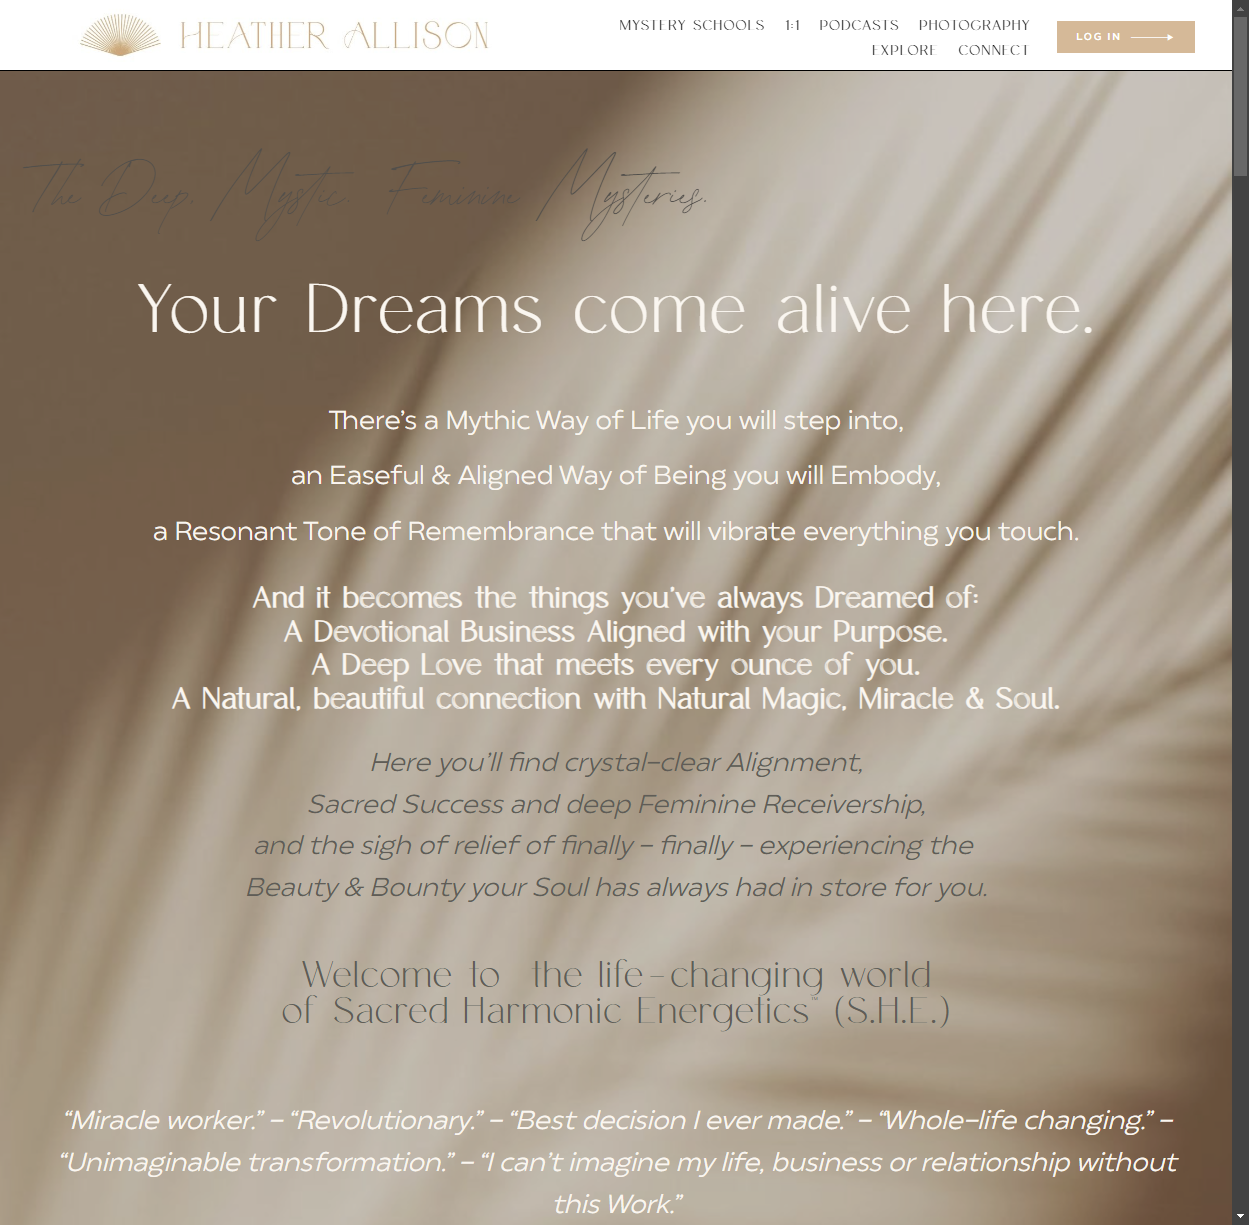 HEATHER ALLISON
MYSTERY SCHOOLS 1:1 PODCASTS PHOTOGRAPHY
EXPLORE CONNECT
LOG IN
The Deep. Mystic. Feminine Mysteries.
Your Dreams come alive here.
There's a Mythic Way of Life you will step into,
an Easeful & Aligned Way of Being you will Embody,
a Resonant Tone of Remembrance that will vibrate everything you touch.
And it becomes the things you've always Dreamed of:
A Devotional Business Aligned with your Purpose.
A Deep Love that meets every ounce of you.
A Natural, beautiful connection with Natural Magic, Miracle & Soul.
Here you'll find crystal-clear Alignment,
Sacred Success and deep Feminine Receivership,
and the sigh of relief of finally – finally – experiencing the
Beauty & Bounty your Soul has always had in store for you.
Welcome to the life-changing world
of Sacred Harmonic Energetics™ (S.H.E.)
“Miracle worker.” – “Revolutionary.” – “Best decision I ever made.” – “Whole-life changing.” –
“Unimaginable transformation.” – “I can’t imagine my life, business or relationship without
this Work.”